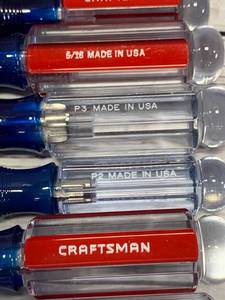 5/16 MADE IN USA
P3 MADE IN USA
P2 MADE IN USA
CRAFTSMAN